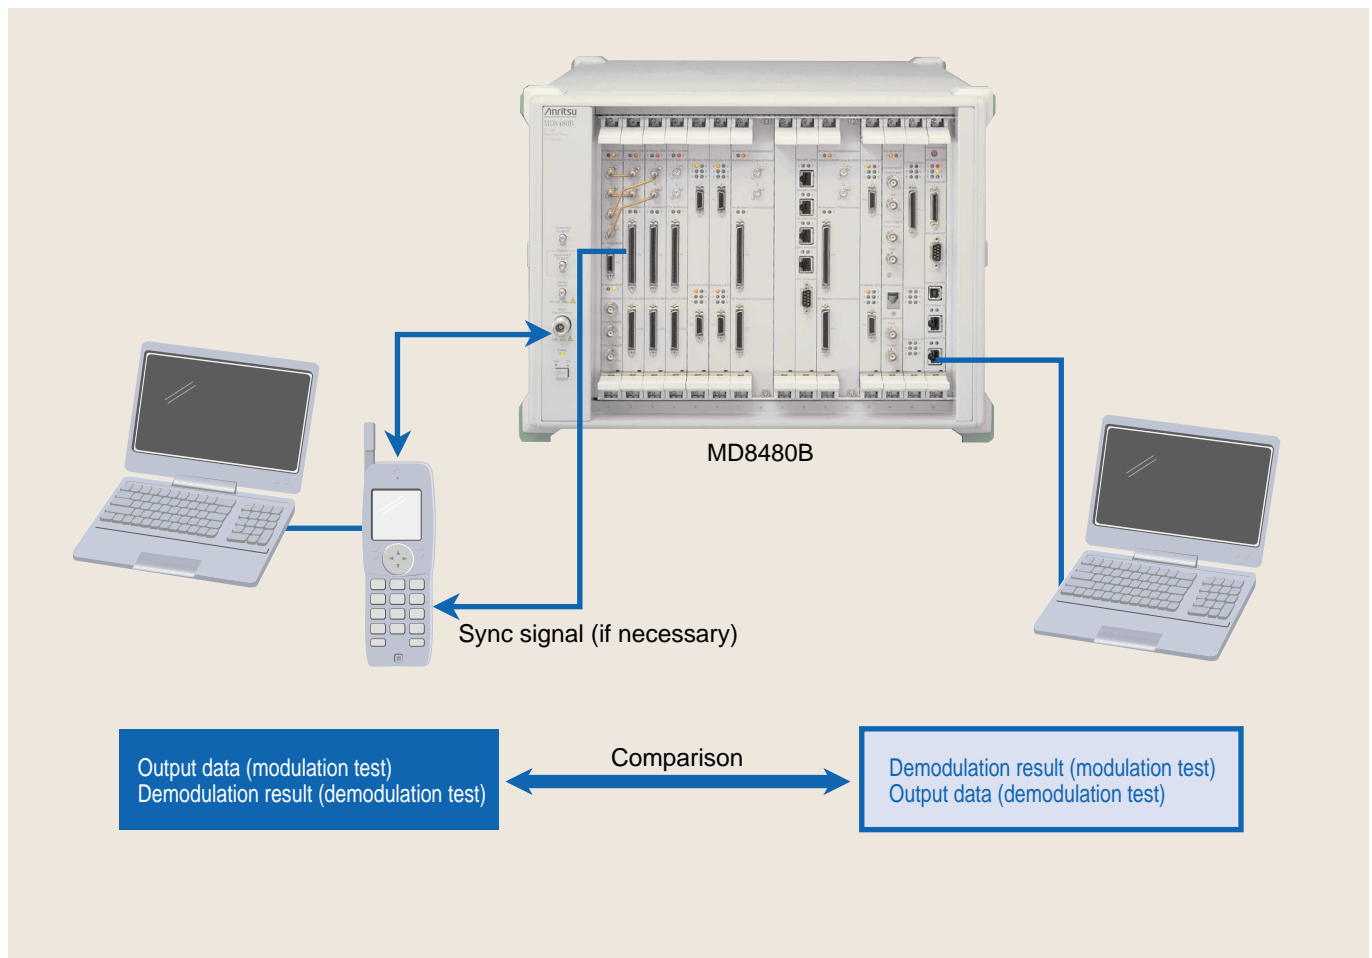 Anritsu
MD8480B
MD8480B
Sync signal (if necessary)
Output data (modulation test)
Demodulation result (demodulation test)
Comparison
Demodulation result (modulation test)
Output data (demodulation test)